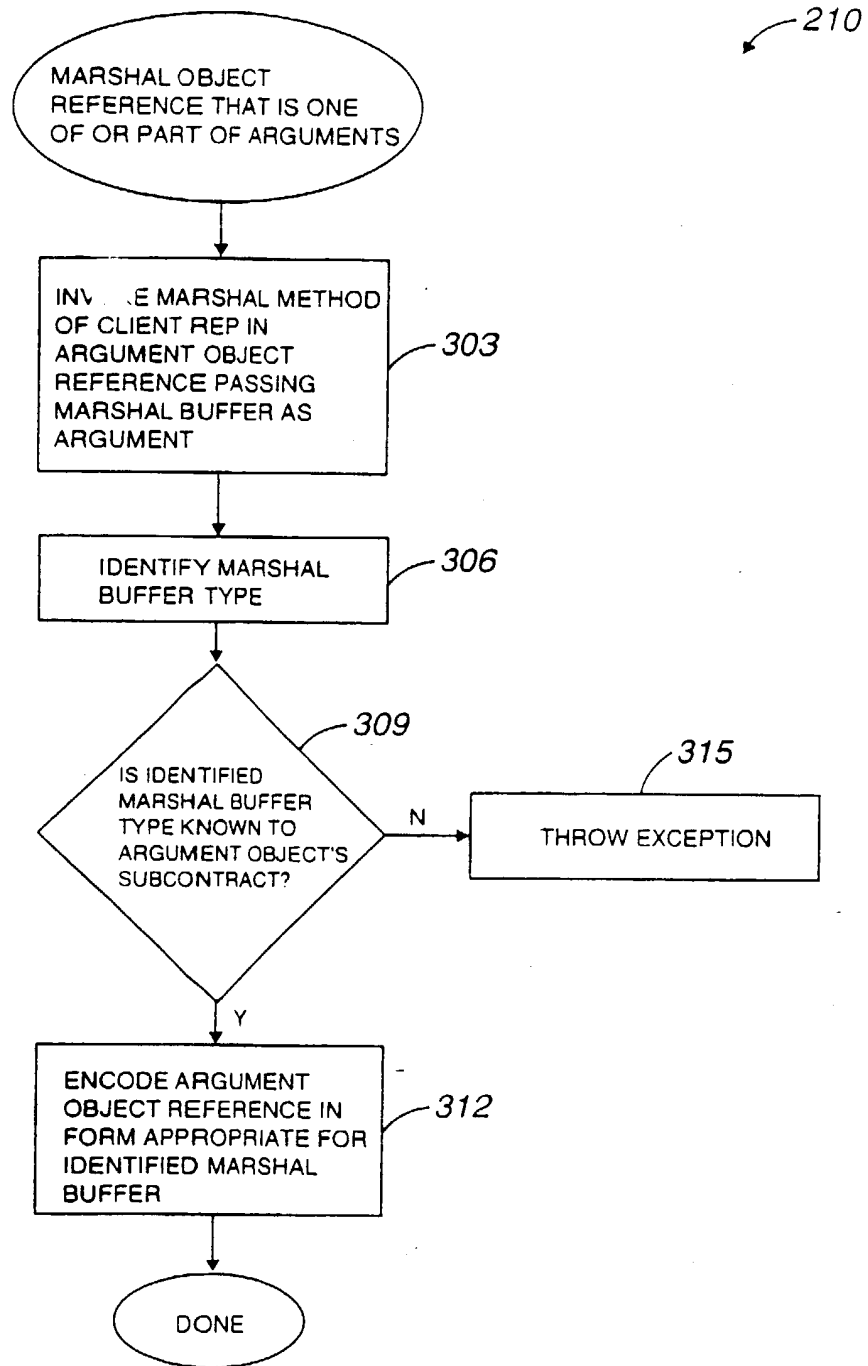 210
MARSHAL OBJECT
REFERENCE THAT IS ONE
OF OR PART OF ARGUMENTS
MARSHAL METHOD
OF CLIENT REP IN
ARGUMENT OBJECT
REFERENCE PASSING
MARSHAL BUFFER AS
ARGUMENT
303
IDENTIFY MARSHAL
BUFFER TYPE
306
309
IS IDENTIFIED
MARSHAL BUFFER
TYPE KNOWN TO
ARGUMENT OBJECT'S
SUBCONTRACT?
N
315
THROW EXCEPTION
Y
ENCODE ARGUMENT
OBJECT REFERENCE IN
FORM APPROPRIATE FOR
IDENTIFIED MARSHAL
BUFFER
312
DONE